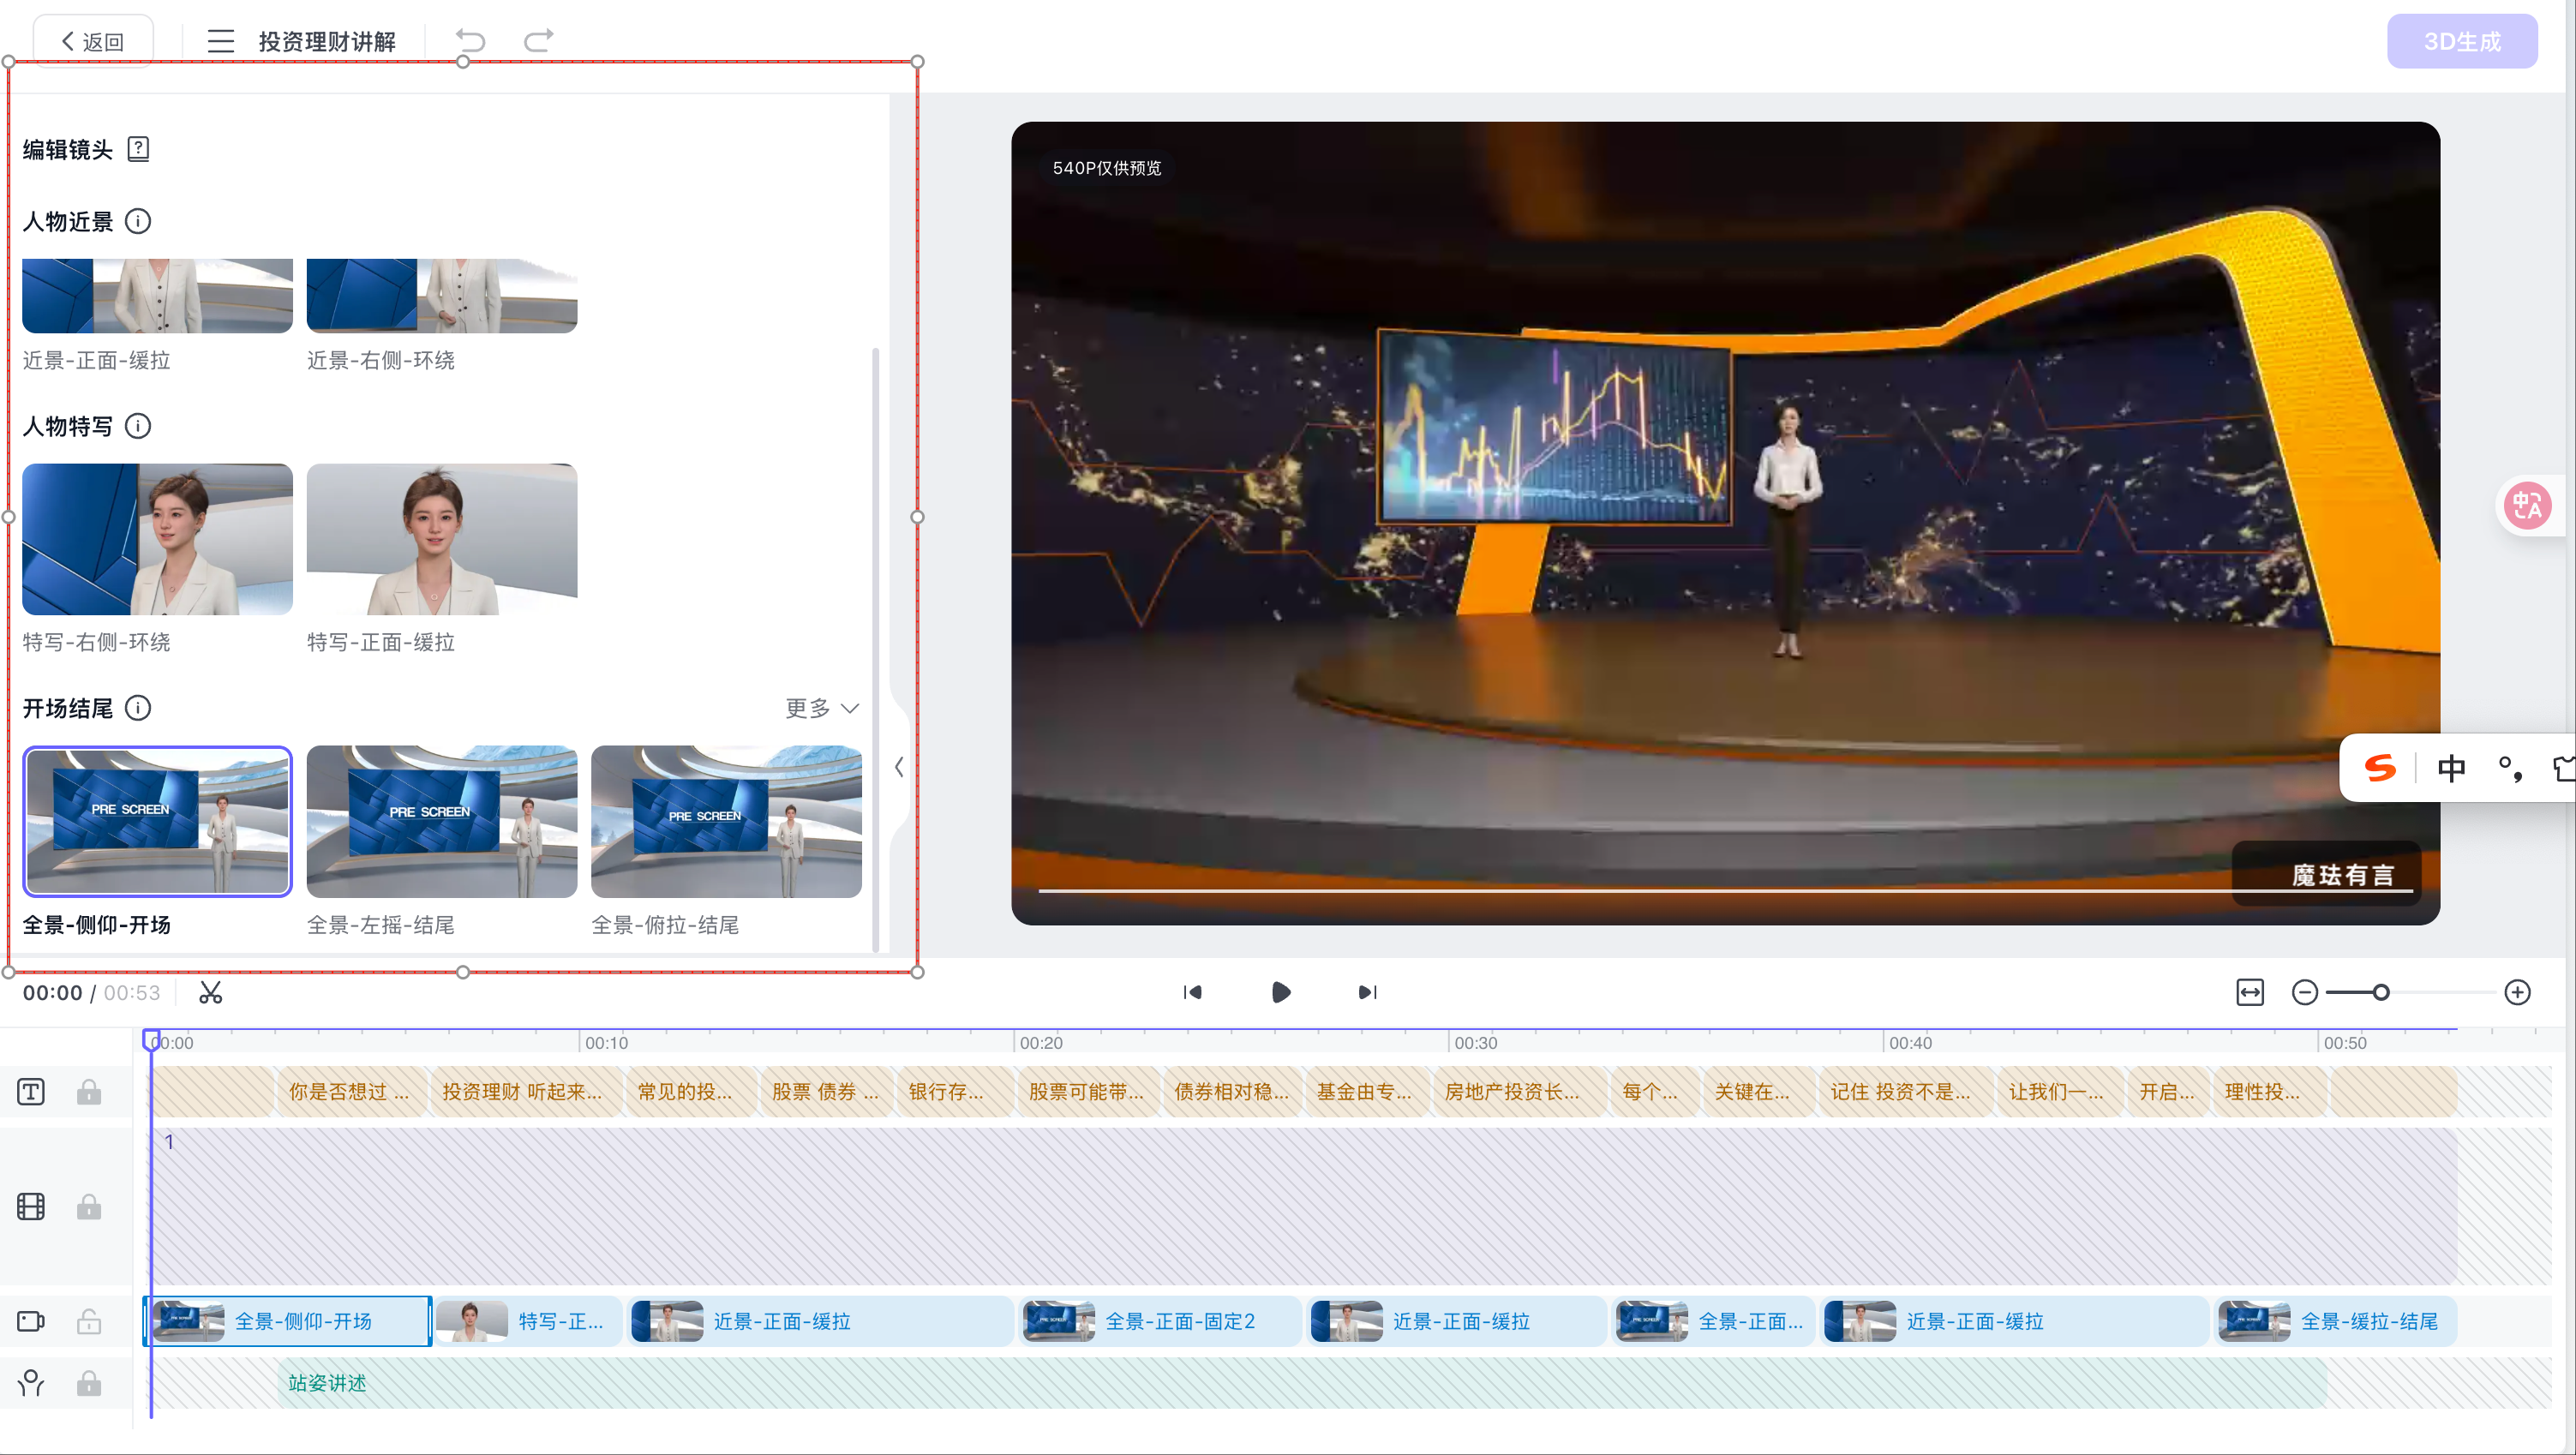 返回
投资理财讲解
3D生成
编辑镜头
人物近景
近景-正面-缓拉
近景-右侧-环绕
人物特写
特写-右侧-环绕
特写-正面-缓拉
开场结尾
更多
PRE SCREEN
PRE SCREEN
PRE SCREEN
全景-侧仰-开场
全景-左摇-结尾
全景-俯拉-结尾
540P仅供预览
魔珐有言
中
00:00 / 00:53
00:00
00:10
00:20
00:30
00:40
00:50
你是否想过 ...
投资理财 听起来...
常见的投...
股票 债券 ...
银行存...
股票可能带...
债券相对稳...
基金由专...
房地产投资长...
每个...
关键在...
记住 投资不是...
让我们一...
开启...
理性投...
1
全景-侧仰-开场
特写-正...
近景-正面-缓拉
全景-正面-固定2
近景-正面-缓拉
全景-正面...
近景-正面-缓拉
全景-缓拉-结尾
站姿讲述